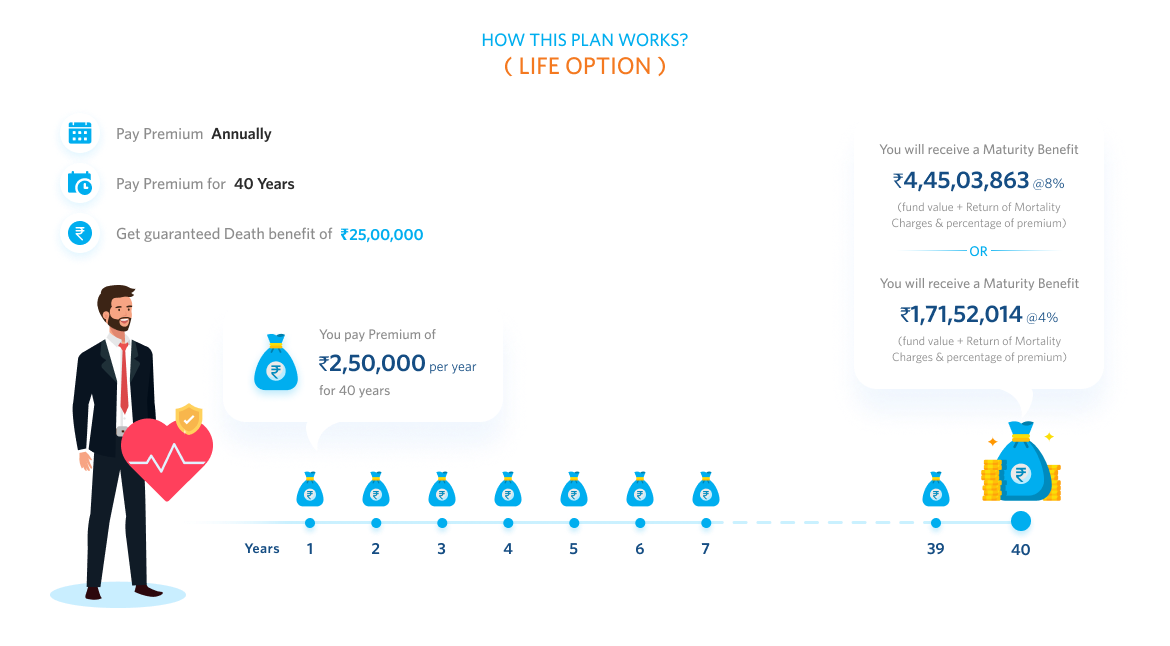 HOW THIS PLAN WORKS?
( LIFE OPTION )
Pay Premium Annually
Pay Premium for 40 Years
Get guaranteed Death benefit of ₹25,00,000
You pay Premium of
₹2,50,000 per year
for 40 years
You will receive a Maturity Benefit
₹4,45,03,863 @8%
(fund value + Return of Mortality
Charges & percentage of premium)
OR
You will receive a Maturity Benefit
₹1,71,52,014 @4%
(fund value + Return of Mortality
Charges & percentage of premium)
₹ ₹ ₹ ₹ ₹ ₹ ₹ ₹ ₹
Years 1 2 3 4 5 6 7 39 40